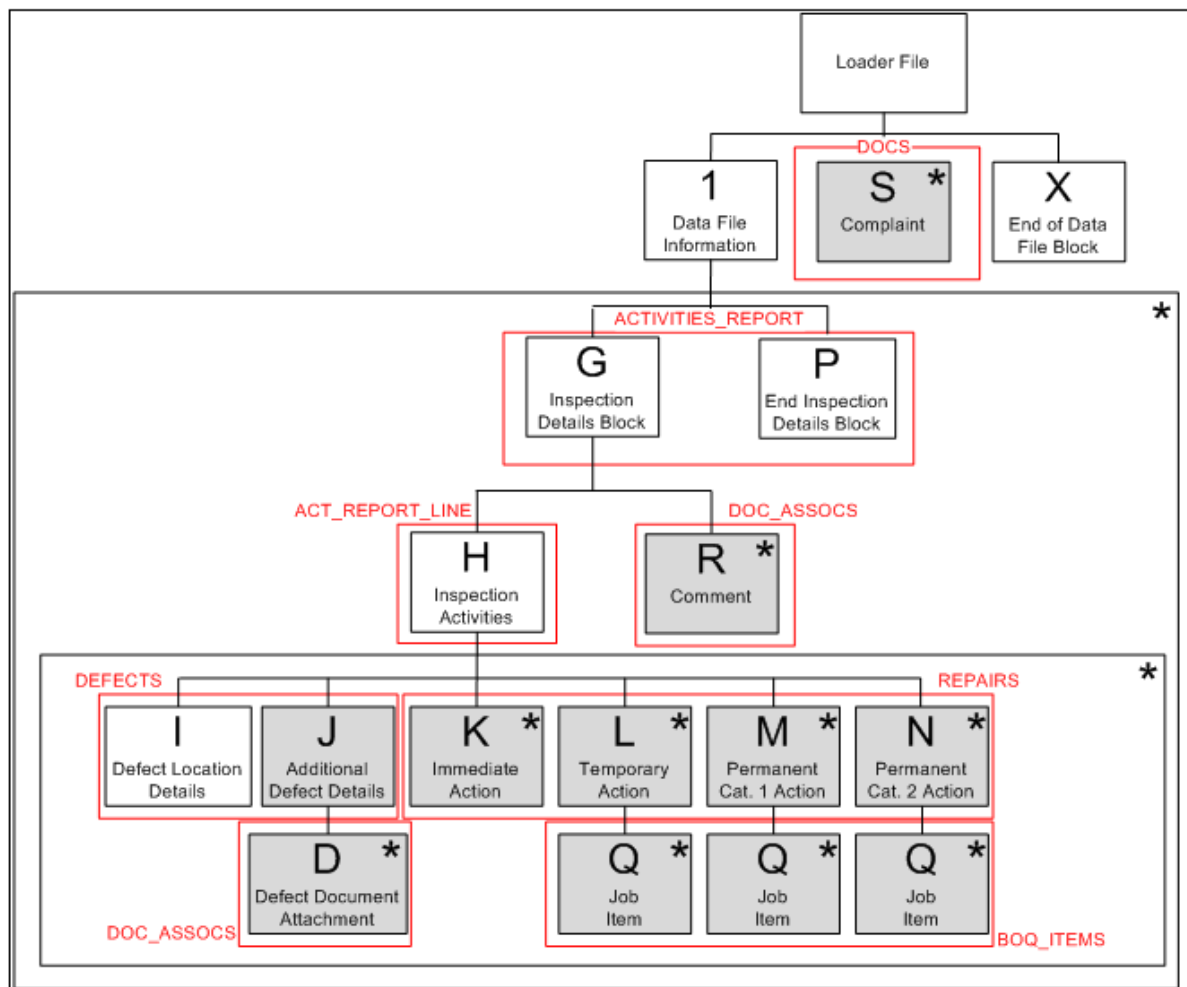 Loader File
DOCS
1
Data File
Information
S *
Complaint
X
End of Data
File Block
*
ACTIVITIES_REPORT
G
Inspection
Details Block
P
End Inspection
Details Block
ACT_REPORT_LINE
DOC_ASSOCS
H
Inspection
Activities
R *
Comment
*
DEFECTS
REPAIRS
I
Defect Location
Details
J
Additional
Defect Details
K *
Immediate
Action
L *
Temporary
Action
M *
Permanent
Cat. 1 Action
N *
Permanent
Cat. 2 Action
D *
Defect Document
Attachment
Q *
Job
Item
Q *
Job
Item
Q *
Job
Item
DOC_ASSOCS
BOQ_ITEMS